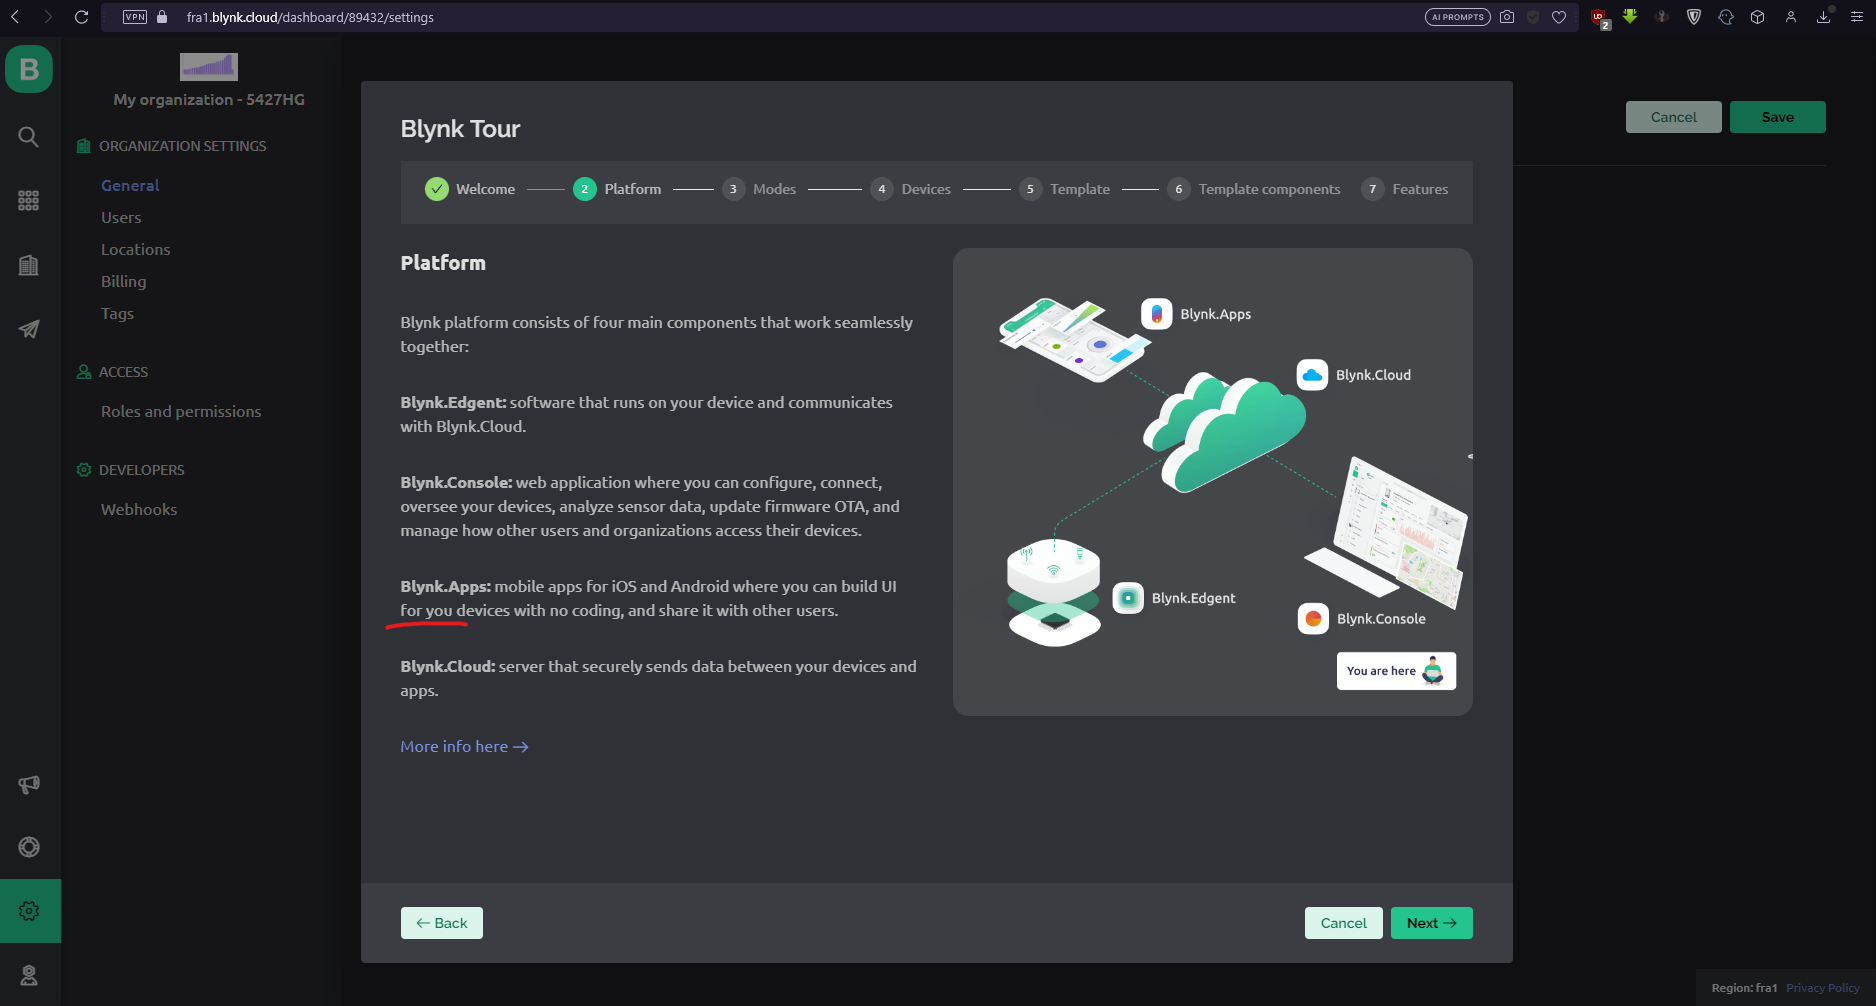 VPN fra1.blynk.cloud/dashboard/89432/settings AI PROMPTS 2
B
My organization - 5427HG
ORGANIZATION SETTINGS
General
Users
Locations
Billing
Tags
ACCESS
Roles and permissions
DEVELOPERS
Webhooks
Cancel Save
Blynk Tour
Welcome 2 Platform 3 Modes 4 Devices 5 Template 6 Template components 7 Features
Platform
Blynk platform consists of four main components that work seamlessly
together:
Blynk.Edgent: software that runs on your device and communicates
with Blynk.Cloud.
Blynk.Console: web application where you can configure, connect,
oversee your devices, analyze sensor data, update firmware OTA, and
manage how other users and organizations access their devices.
Blynk.Apps: mobile apps for iOS and Android where you can build UI
for you devices with no coding, and share it with other users.
Blynk.Cloud: server that securely sends data between your devices and
apps.
More info here →
Blynk.Apps
Blynk.Cloud
Blynk.Edgent
Blynk.Console
You are here
← Back
Cancel Next →
Region: fra1 Privacy Policy